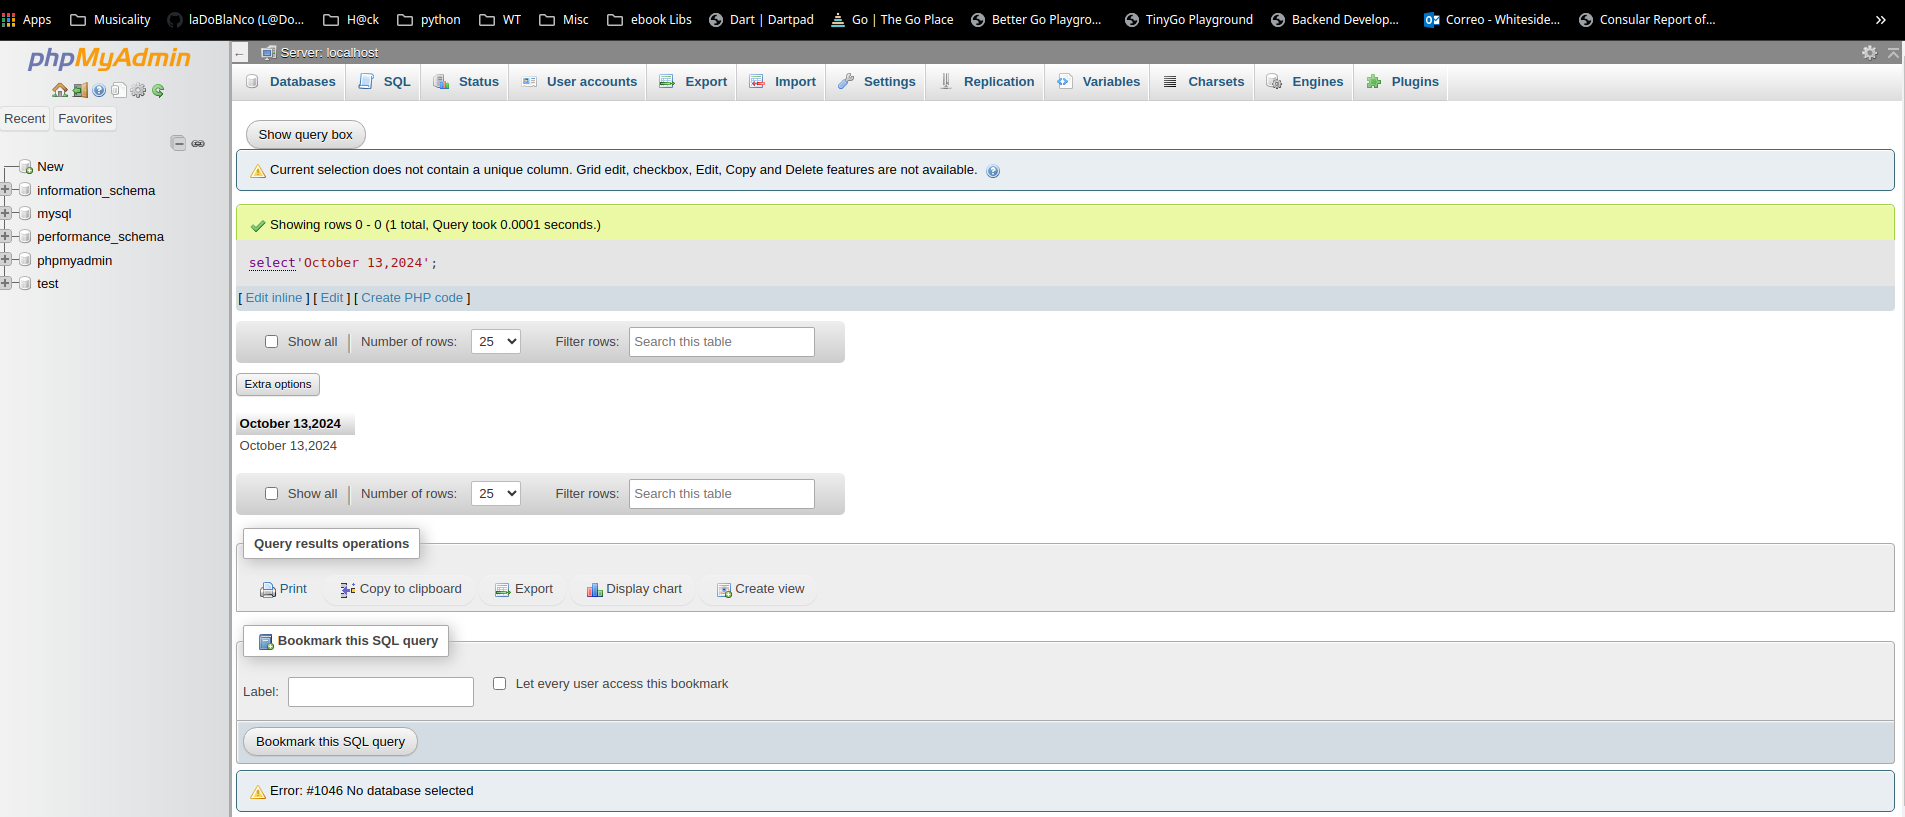 Apps Musicality laDoBlaNco (L@Do... H@ck python WT Misc ebook Libs Dart | Dartpad Go | The Go Place Better Go Playgro... TinyGo Playground Backend Develop... Correo - Whiteside... Consular Report of... »
phpMyAdmin
← Server: localhost
Databases SQL Status User accounts Export Import Settings Replication Variables Charsets Engines Plugins
Recent Favorites
New
information_schema
mysql
performance_schema
phpmyadmin
test
Show query box
Current selection does not contain a unique column. Grid edit, checkbox, Edit, Copy and Delete features are not available.
Showing rows 0 - 0 (1 total, Query took 0.0001 seconds.)
select'October 13,2024';
[ Edit inline ] [ Edit ] [ Create PHP code ]
Show all | Number of rows: 25 Filter rows: Search this table
Extra options
October 13,2024
October 13,2024
Show all | Number of rows: 25 Filter rows: Search this table
Query results operations
Print Copy to clipboard Export Display chart Create view
Bookmark this SQL query
Label: Let every user access this bookmark
Bookmark this SQL query
Error: #1046 No database selected